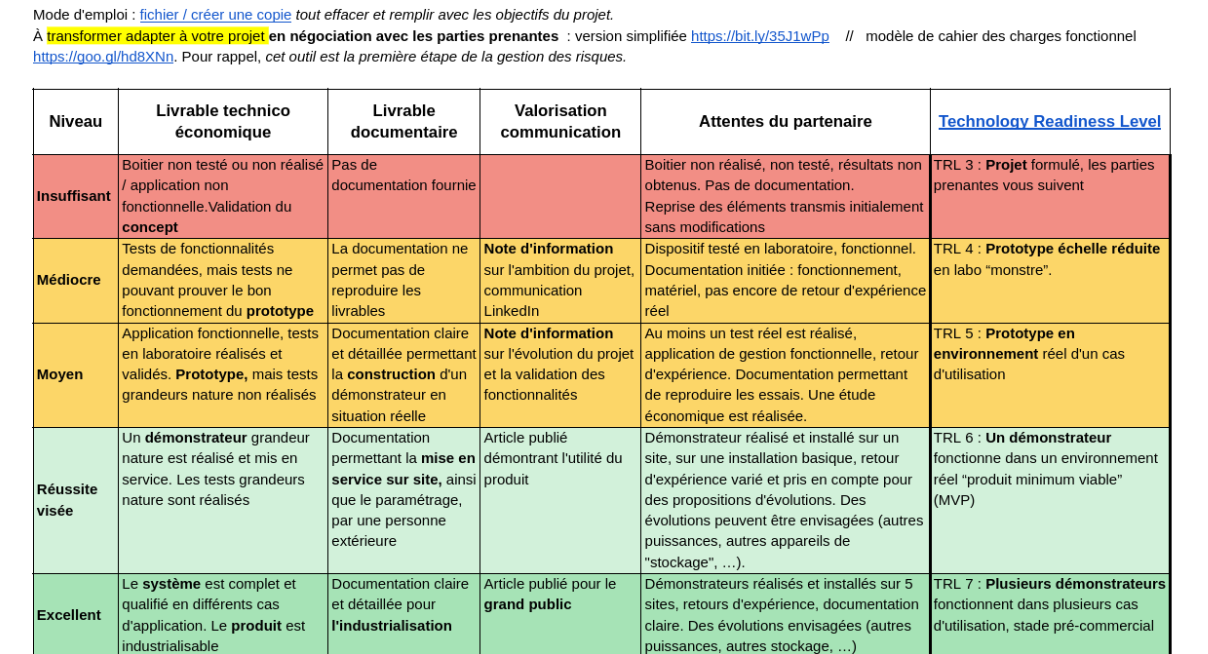 Mode d'emploi : fichier / créer une copie tout effacer et remplir avec les objectifs du projet.
À transformer adapter à votre projet en négociation avec les parties prenantes : version simplifiée https://bit.ly/35J1wPp // modèle de cahier des charges fonctionnel
https://goo.gl/hd8XNn. Pour rappel, cet outil est la première étape de la gestion des risques.
Niveau
Livrable technico
économique
Livrable
documentaire
Valorisation
communication
Attentes du partenaire
Technology Readiness Level
Insuffisant
Boitier non testé ou non réalisé
/ application non
fonctionnelle.Validation du
concept
Pas de
documentation fournie
Boitier non réalisé, non testé, résultats non
obtenus. Pas de documentation.
Reprise des éléments transmis initialement
sans modifications
TRL 3 : Projet formulé, les parties
prenantes vous suivent
Médiocre
Tests de fonctionalités
demandées, mais tests ne
pouvant prouver le bon
fonctionnement du prototype
La documentation ne
permet pas de
reproduire les
livrables
Note d'information
sur l'ambition du projet,
communication
LinkedIn
Dispositif testé en laboratoire, fonctionnel.
Documentation initiée : fonctionnement,
matériel, pas encore de retour d'expérience
réel
TRL 4 : Prototype échelle réduite
en labo “monstre”.
Moyen
Application fonctionnelle, tests
en laboratoire réalisés et
validés. Prototype, mais tests
grandeurs nature non réalisés
Documentation claire
et détaillée permettant
la construction d'un
démonstrateur en
situation réelle
Note d'information
sur l'évolution du projet
et la validation des
fonctionnalités
Au moins un test réel est réalisé,
application de gestion fonctionnelle, retour
d'expérience. Documentation permettant
de reproduire les essais. Une étude
économique est réalisée.
TRL 5 : Prototype en
environnement réel d'un cas
d'utilisation
Réussite
visée
Un démonstrateur grandeur
nature est réalisé et mis en
service. Les tests grandeurs
nature sont réalisés
Documentation
permettant la mise en
service sur site, ainsi
que le paramétrage,
par une personne
extérieure
Article publié
démontrant l'utilité du
produit
Démonstrateur réalisé et installé sur un
site, sur une installation basique, retour
d'expérience varié et pris en compte pour
des propositions d'évolutions. Des
évolutions peuvent être envisagées (autres
puissances, autres appareils de
"stockage", …).
TRL 6 : Un démonstrateur
fonctionne dans un environnement
réel “produit minimum viable”
(MVP)
Excellent
Le système est complet et
qualifié en différents cas
d'application. Le produit est
industrialisable
Documentation claire
et détaillée pour
l'industrialisation
Article publié pour le
grand public
Démonstrateurs réalisés et installés sur 5
sites, retours d'expérience, documentation
claire. Des évolutions envisagées (autres
puissances, autres stockage, …)
TRL 7 : Plusieurs démonstrateurs
fonctionnent dans plusieurs cas
d'utilisation, stade pré-commercial